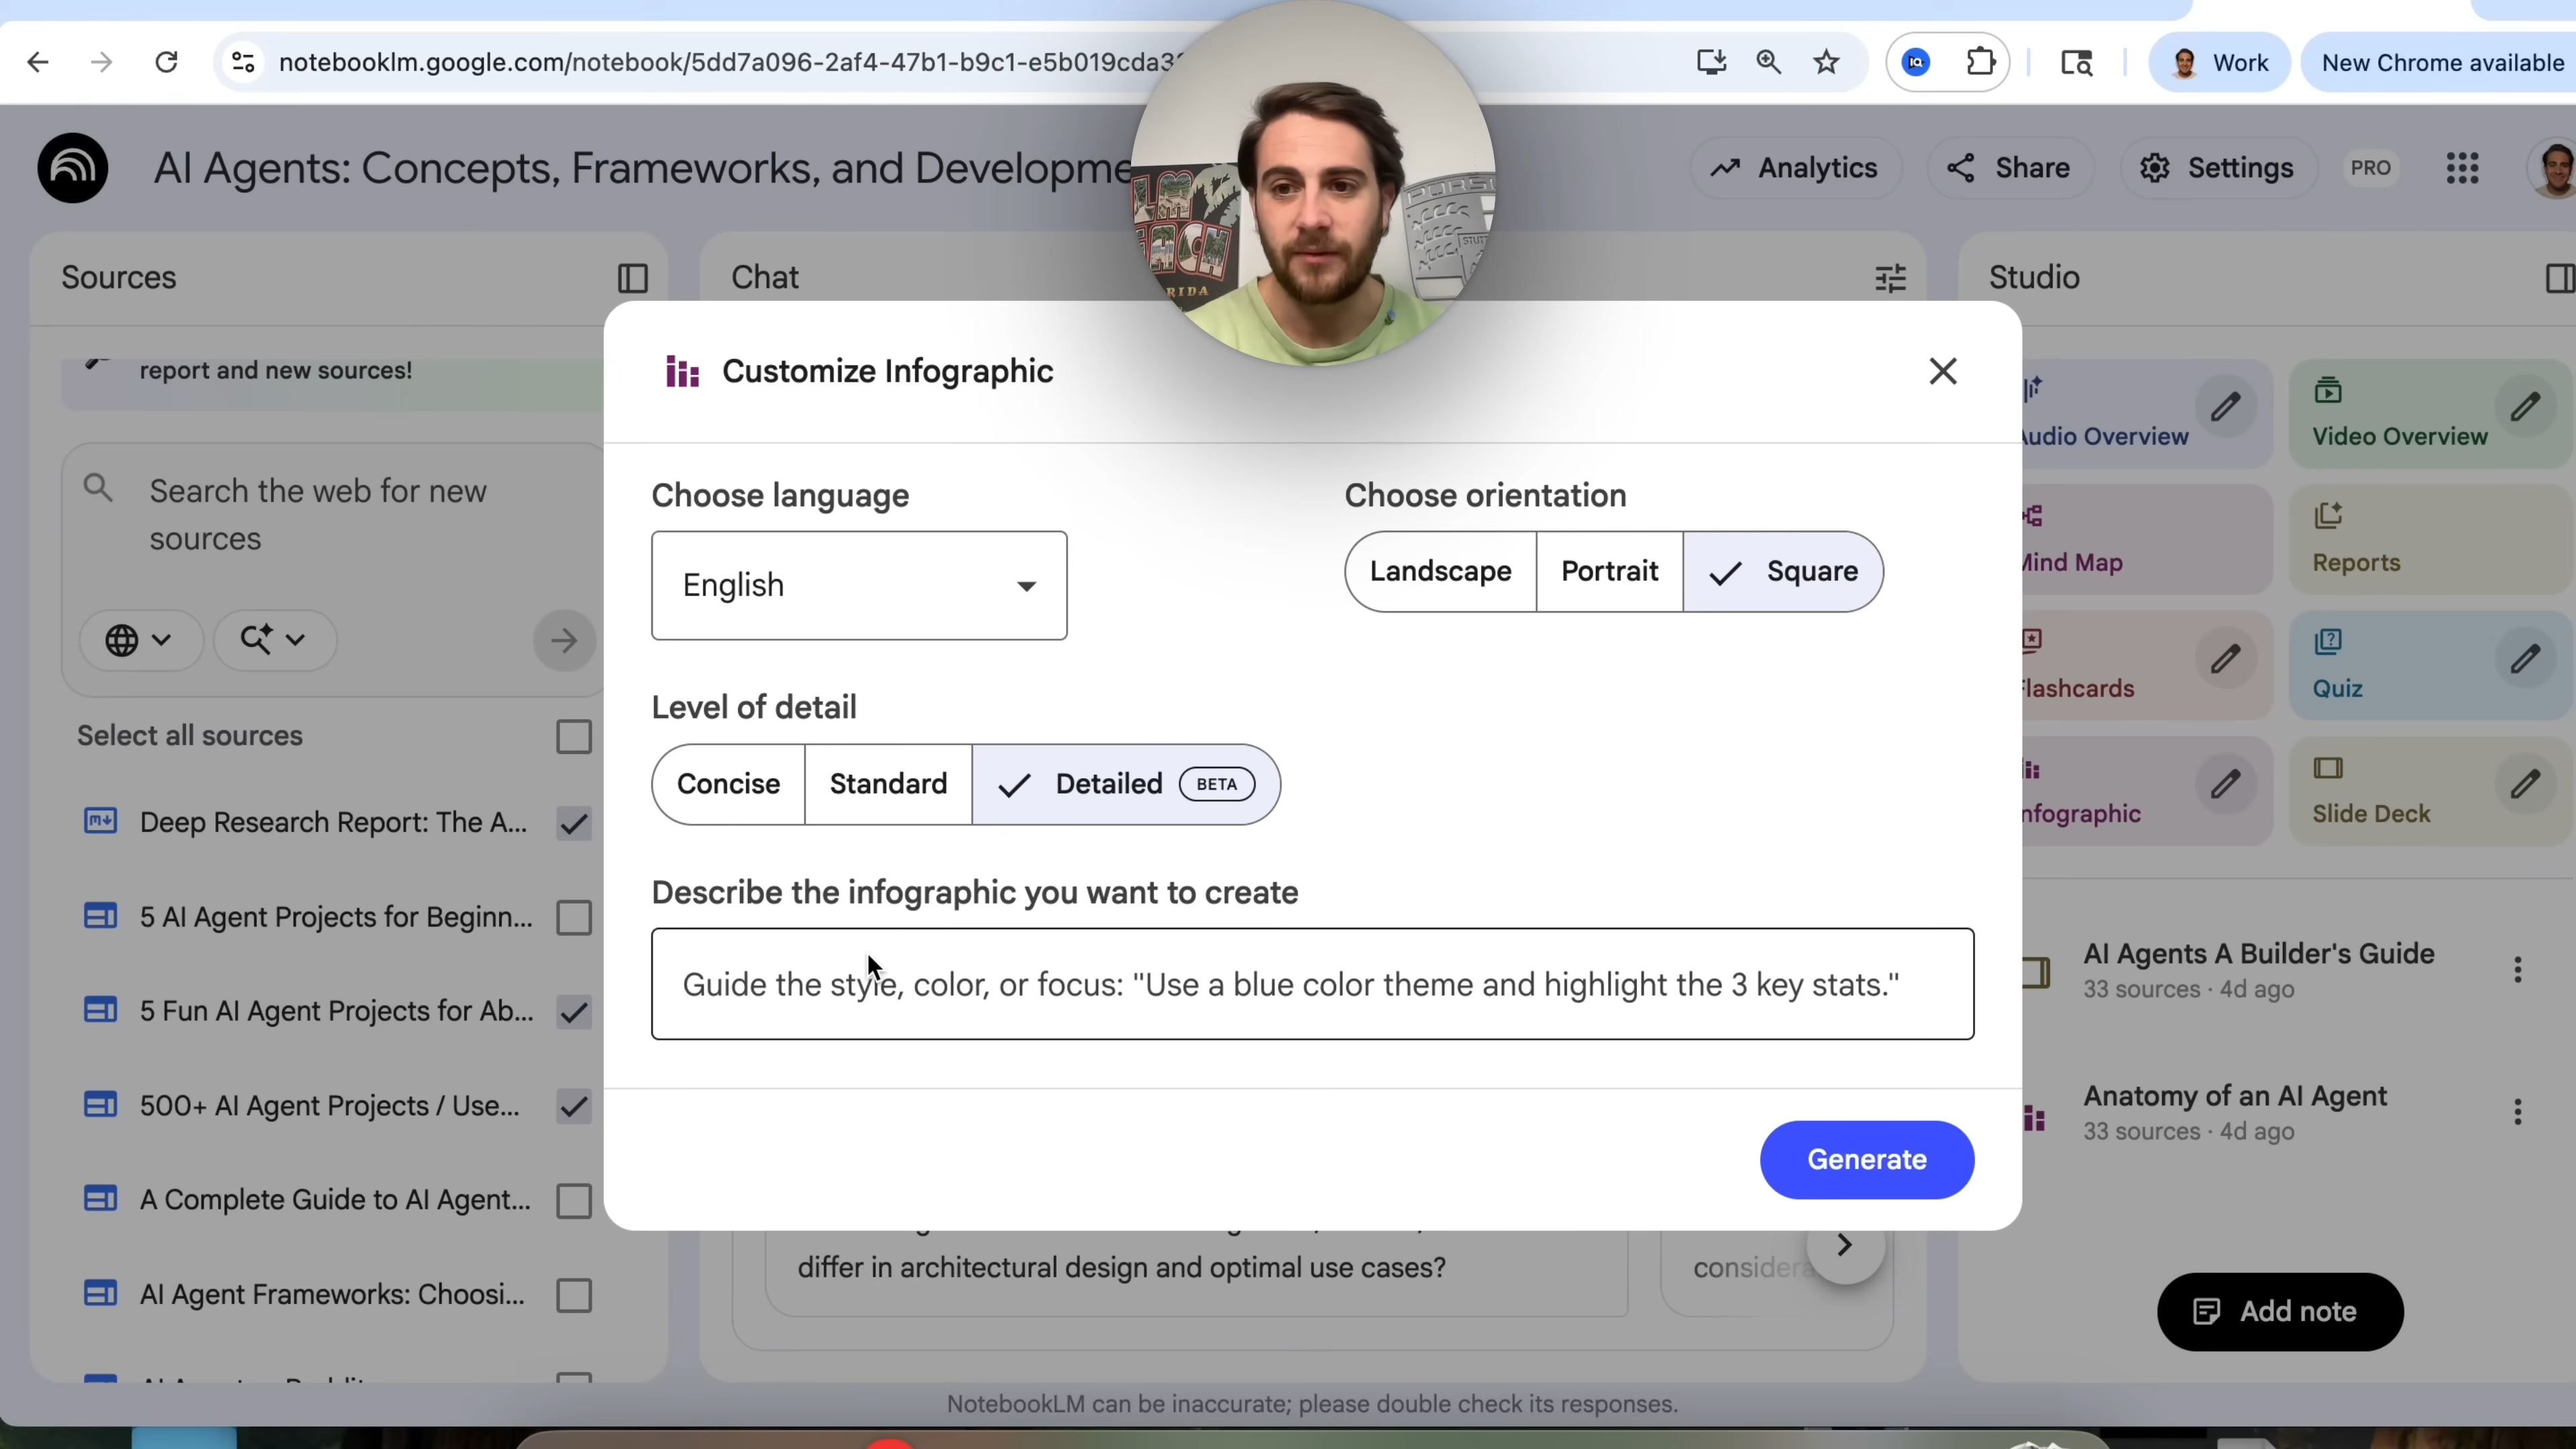 notebooklm.google.com/notebook/5dd7a096-2af4-47b1-b9c1-e5b019cda3
Work
New Chrome available
AI Agents: Concepts, Frameworks, and Developme
Analytics
Share
Settings
PRO
Sources
Chat
Studio
report and new sources!
Search the web for new
sources
Select all sources
Deep Research Report: The A...
5 AI Agent Projects for Beginn...
5 Fun AI Agent Projects for Ab...
500+ AI Agent Projects / Use...
A Complete Guide to AI Agent...
AI Agent Frameworks: Choosi...
Customize Infographic
Choose language
English
Choose orientation
Landscape
Portrait
Square
Level of detail
Concise
Standard
Detailed
BETA
Describe the infographic you want to create
Guide the style, color, or focus: "Use a blue color theme and highlight the 3 key stats."
Generate
differ in architectural design and optimal use cases?
Audio Overview
Video Overview
Mind Map
Reports
Flashcards
Quiz
Infographic
Slide Deck
AI Agents A Builder's Guide
33 sources · 4d ago
Anatomy of an AI Agent
33 sources · 4d ago
Add note
NotebookLM can be inaccurate; please double check its responses.